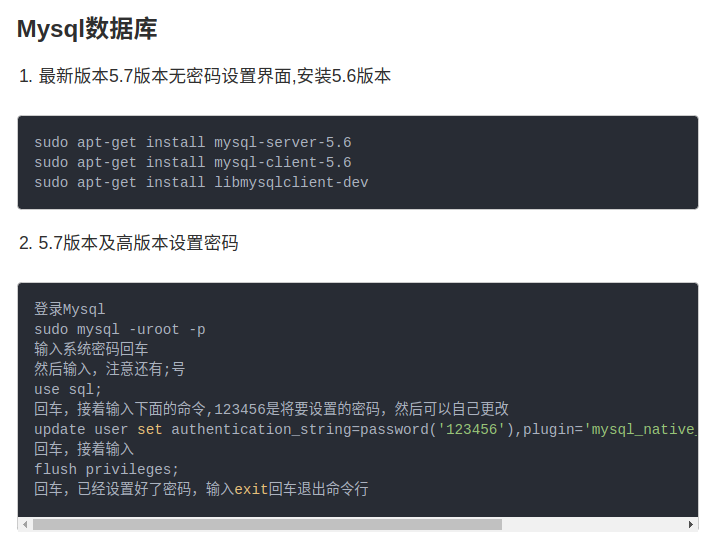 Mysql数据库
1. 最新版本5.7版本无密码设置界面,安装5.6版本
sudo apt-get install mysql-server-5.6
sudo apt-get install mysql-client-5.6
sudo apt-get install libmysqlclient-dev
2. 5.7版本及高版本设置密码
登录Mysql
sudo mysql -uroot -p
输入系统密码回车
然后输入，注意还有;号
use sql;
回车，接着输入下面的命令,123456是将要设置的密码，然后可以自己更改
update user set authentication_string=password('123456'),plugin='mysql_native_
回车，接着输入
flush privileges;
回车，已经设置好了密码，输入exit回车退出命令行